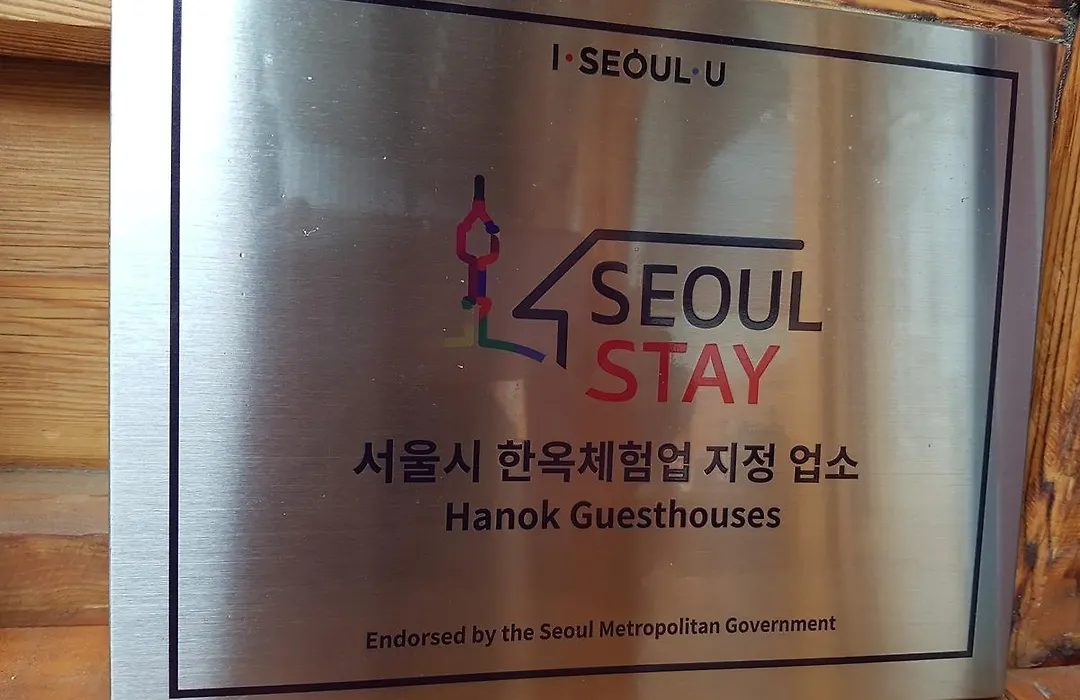 I·SEOUL·U
SEOUL
STAY
서울시 한옥체험업 지정 업소
Hanok Guesthouses
Endorsed by the Seoul Metropolitan Government